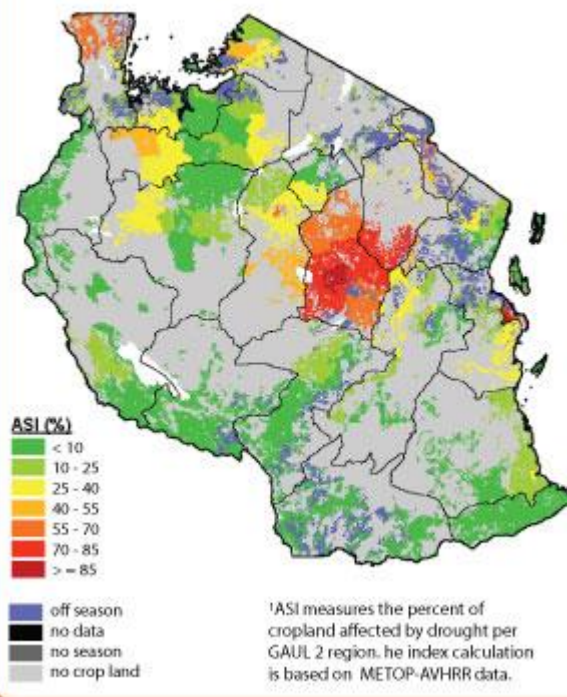 ASI (%)
< 10
10 - 25
25 - 40
40 - 55
55 - 70
70 - 85
> = 85
off season
no data
no season
no crop land
¹ASI measures the percent of
cropland affected by drought per
GAUL 2 region. he index calculation
is based on METOP-AVHRR data.